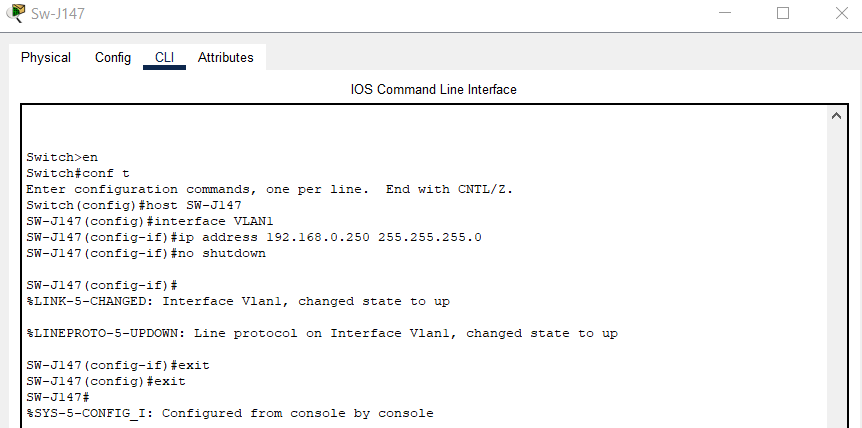 Sw-J147
Physical Config CLI Attributes
IOS Command Line Interface
Switch>en
Switch#conf t
Enter configuration commands, one per line.  End with CNTL/Z.
Switch(config)#host SW-J147
SW-J147(config)#interface VLAN1
SW-J147(config-if)#ip address 192.168.0.250 255.255.255.0
SW-J147(config-if)#no shutdown
SW-J147(config-if)#
%LINK-5-CHANGED: Interface Vlan1, changed state to up
%LINEPROTO-5-UPDOWN: Line protocol on Interface Vlan1, changed state to up
SW-J147(config-if)#exit
SW-J147(config)#exit
SW-J147#
%SYS-5-CONFIG_I: Configured from console by console